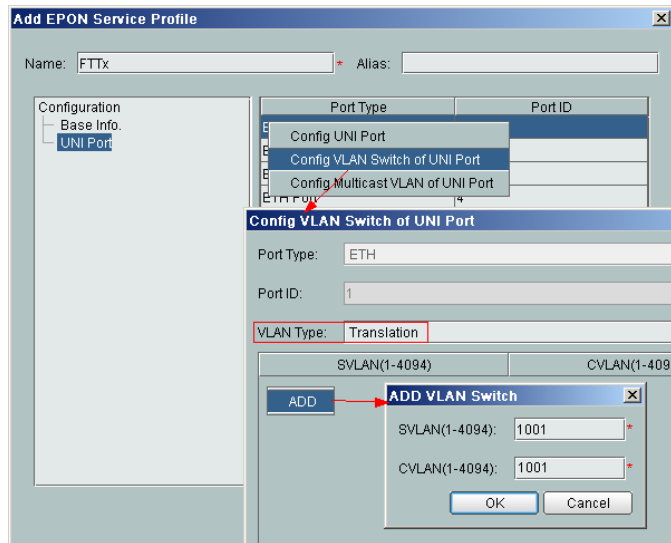 Add EPON Service Profile
Name: FTTx * Alias:
Configuration
Base Info.
UNI Port
Port Type Port ID
Config UNI Port
Config VLAN Switch of UNI Port
Config Multicast VLAN of UNI Port
ETH Port 4
Config VLAN Switch of UNI Port
Port Type: ETH
Port ID: 1
VLAN Type: Translation
SVLAN(1-4094) CVLAN(1-409
ADD
ADD VLAN Switch
SVLAN(1-4094): 1001 *
CVLAN(1-4094): 1001 *
OK Cancel